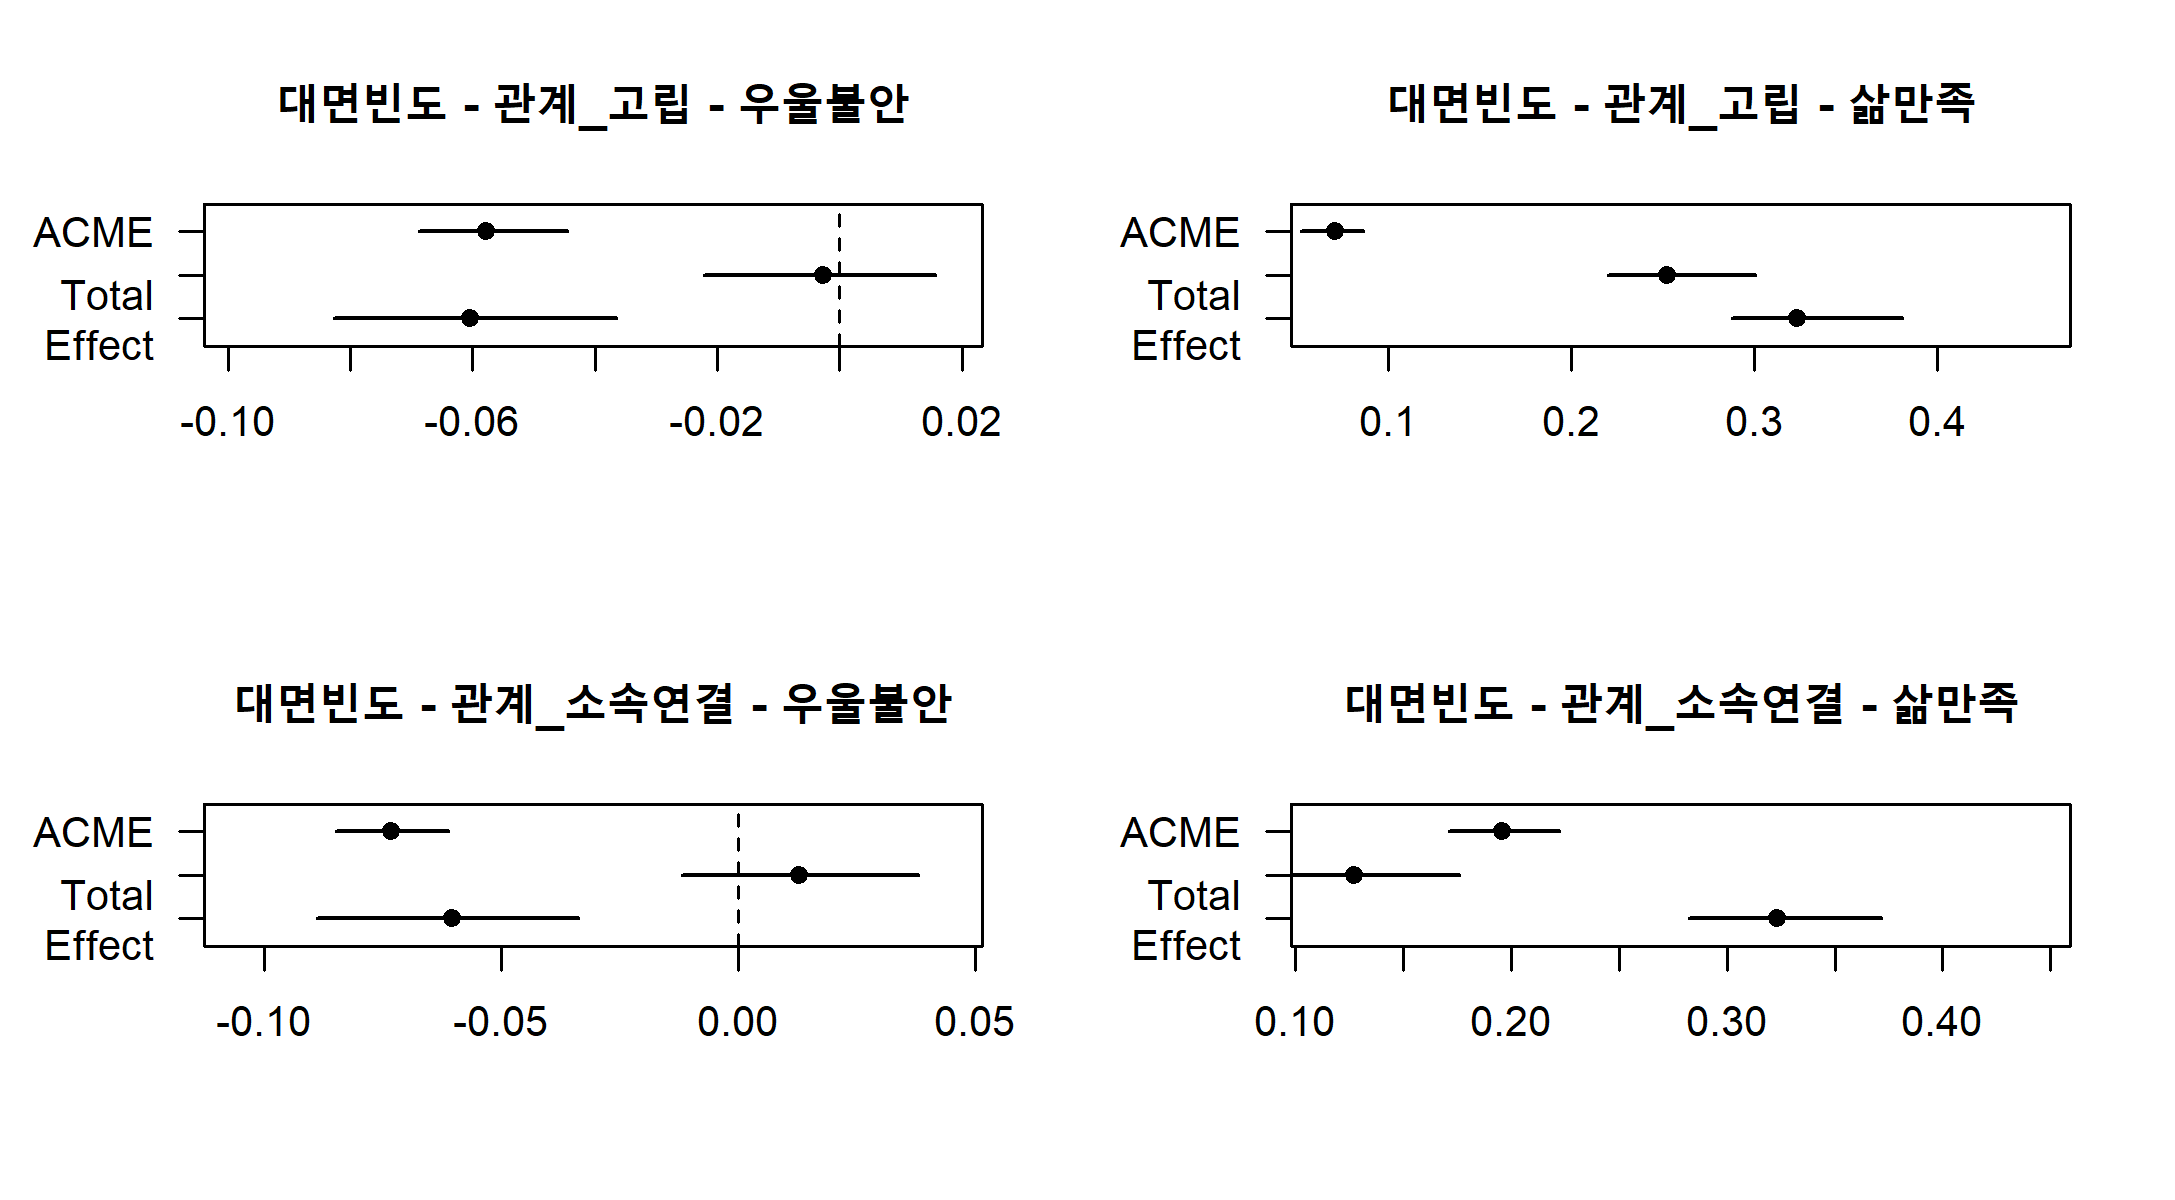 대면빈도 - 관계_고립 - 우울불안
ACME
Total
Effect
-0.10 -0.06 -0.02 0.02
대면빈도 - 관계_고립 - 삶만족
ACME
Total
Effect
0.1 0.2 0.3 0.4
대면빈도 - 관계_소속연결 - 우울불안
ACME
Total
Effect
-0.10 -0.05 0.00 0.05
대면빈도 - 관계_소속연결 - 삶만족
ACME
Total
Effect
0.10 0.20 0.30 0.40